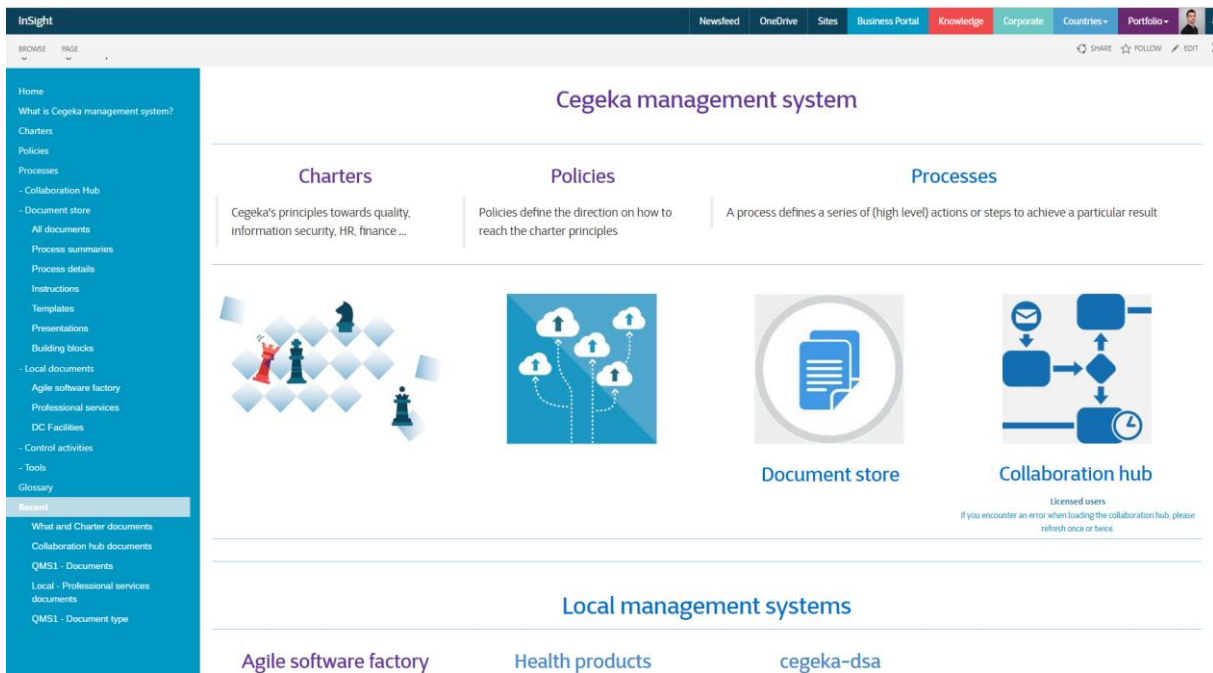 InSight
Newsfeed OneDrive Sites Business Portal Knowledge Corporate Countries Portfolio
BROWSE PAGE
SHARE FOLLOW EDIT
Home
What is Cegeka management system?
Charters
Policies
Processes
- Collaboration Hub
- Document store
All documents
Process summaries
Process details
Instructions
Templates
Presentations
Building blocks
- Local documents
Agile software factory
Professional services
DC Facilities
- Control activities
- Tools
Glossary
Recent
What and Charter documents
Collaboration hub documents
QMS1 - Documents
Local - Professional services
documents
QMS1 - Document type
Cegeka management system
Charters
Cegeka's principles towards quality,
information security, HR, finance ...
Policies
Policies define the direction on how to
reach the charter principles
Processes
A process defines a series of (high level) actions or steps to achieve a particular result
Document store
Collaboration hub
Licensed users
If you encounter an error when loading the collaboration hub, please
refresh once or twice.
Local management systems
Agile software factory
Health products
cegeka-dsa